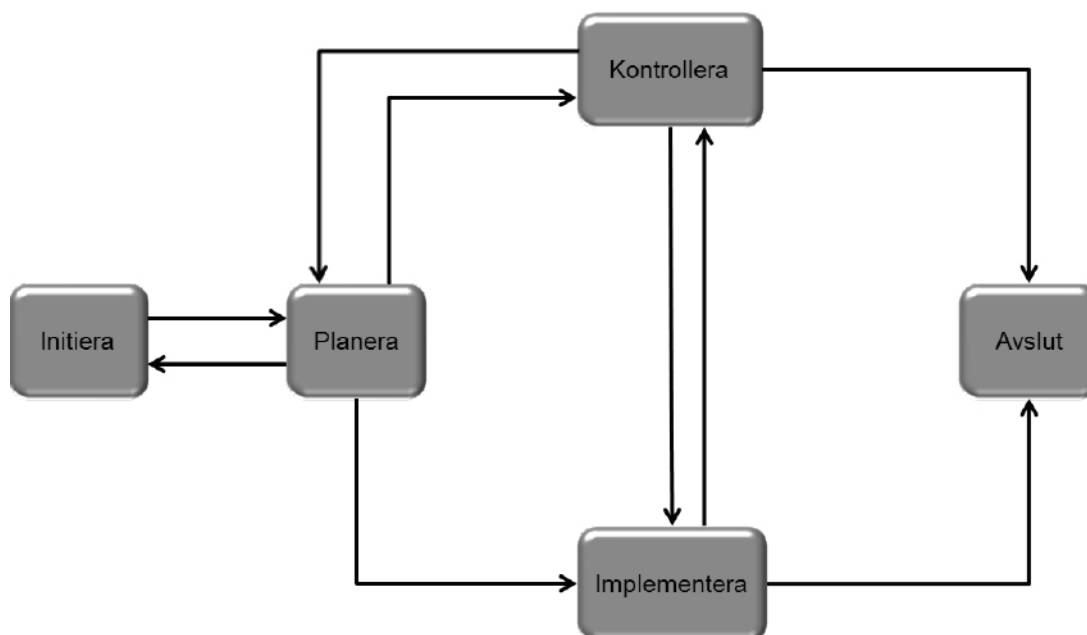 Kontrollera
Initiera
Planera
Avslut
Implementera